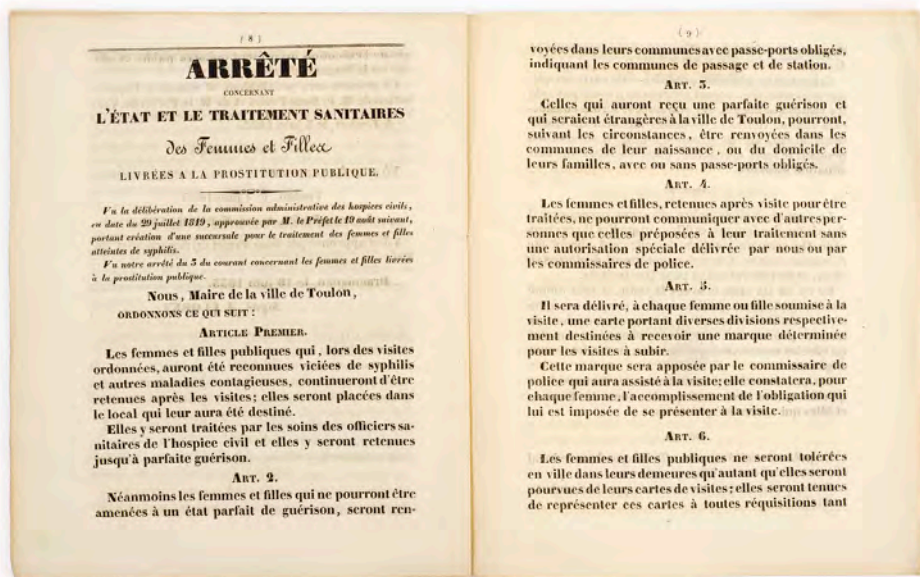 ( 8 )
ARRÊTÉ
CONCERNANT
L'ÉTAT ET LE TRAITEMENT SANITAIRES
des Femmes et Filles
LIVRÉES A LA PROSTITUTION PUBLIQUE.
Vu la délibération de la commission administrative des hospices civils,
en date du 29 juillet 1819, approuvée par M. le Préfet le 19 août suivant,
portant création d'une succursale pour le traitement des femmes et filles
atteintes de syphilis.
Vu notre arrêté du 3 du courant concernant les femmes et filles livrées
à la prostitution publique.
Nous, Maire de la ville de Toulon,
ORDONNONS CE QUI SUIT :
ARTICLE PREMIER.
Les femmes et filles publiques qui, lors des visites
ordonnées, auront été reconnues viciées de syphilis
et autres maladies contagieuses, continueront d'être
retenues après les visites; elles seront placées dans
le local qui leur aura été destiné.
Elles y seront traitées par les soins des officiers sa-
nitaires de l'hospice civil et elles y seront retenues
jusqu'à parfaite guérison.
ART. 2.
Néanmoins les femmes et filles qui ne pourront être
amenées à un état parfait de guérison, seront ren-
( 9 )
voyées dans leurs communes avec passe-ports obligés,
indiquant les communes de passage et de station.
ART. 3.
Celles qui auront reçu une parfaite guérison et
qui seraient étrangères à la ville de Toulon, pourront,
suivant les circonstances, être renvoyées dans les
communes de leur naissance, ou du domicile de
leurs familles, avec ou sans passe-ports obligés.
ART. 4.
Les femmes et filles, retenues après visite pour être
traitées, ne pourront communiquer avec d'autres per-
sonnes que celles préposées à leur traitement sans
une autorisation spéciale délivrée par nous ou par
les commissaires de police.
ART. 5.
Il sera délivré, à chaque femme ou fille soumise à la
visite, une carte portant diverses divisions respective-
ment destinées à recevoir une marque déterminée
pour les visites à subir.
Cette marque sera apposée par le commissaire de
police qui aura assisté à la visite; elle constatera, pour
chaque femme, l'accomplissement de l'obligation qui
lui est imposée de se présenter à la visite.
ART. 6.
Les femmes et filles publiques ne seront tolérées
en ville dans leurs demeures qu'autant qu'elles seront
pourvues de leurs cartes de visites; elles seront tenues
de représenter ces cartes à toutes réquisitions tant